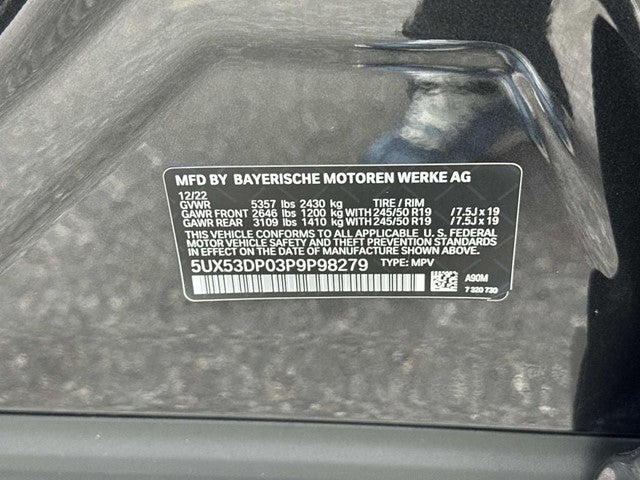 MFD BY BAYERISCHE MOTOREN WERKE AG
12/22
GVWR 5357 lbs 2430 kg TIRE / RIM
GAWR FRONT 2646 lbs 1200 kg WITH 245/50 R19 / 7.5J x 19
GAWR REAR 3109 lbs 1410 kg WITH 245/50 R19 / 7.5J x 19
THIS VEHICLE CONFORMS TO ALL APPLICABLE U. S. FEDERAL
MOTOR VEHICLE SAFETY STANDARDS IN EFFECT ON THE DATE
OF MANUFACTURE SHOWN ABOVE.
5UX53DP03P9P98279 TYPE: MPV
A90M
7 320 730